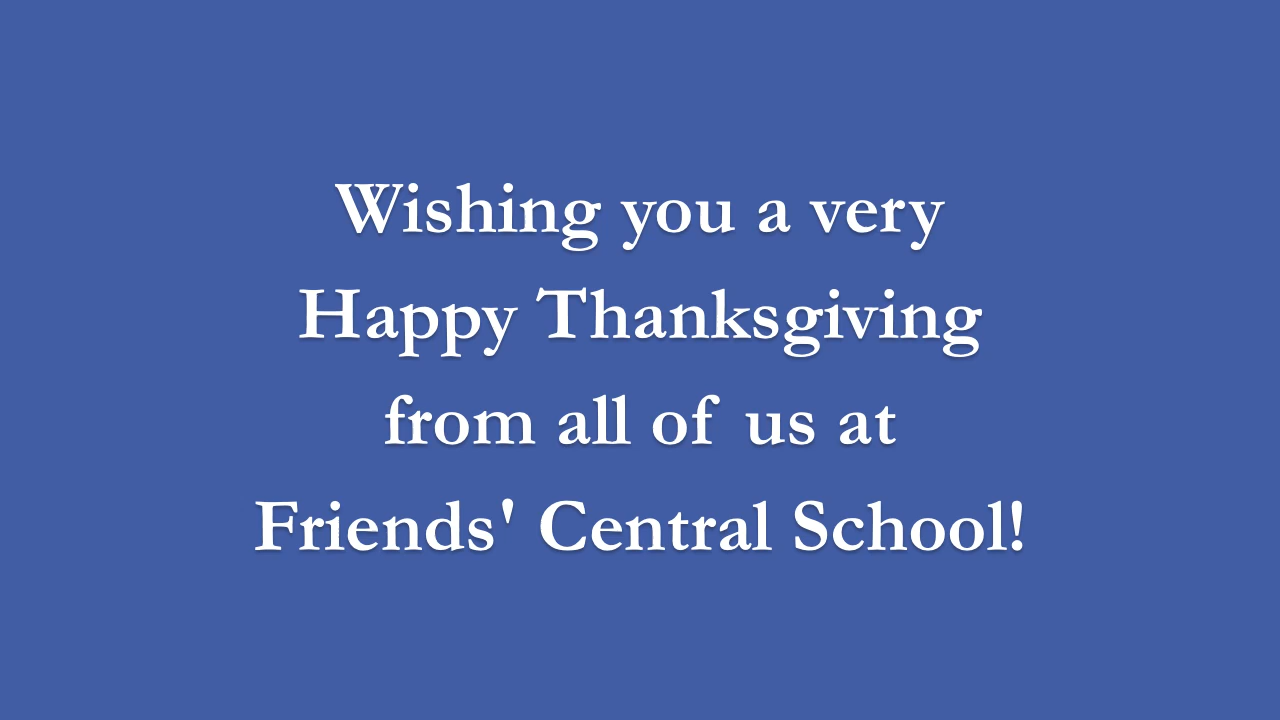 Wishing you a very
Happy Thanksgiving
from all of us at
Friends' Central School!